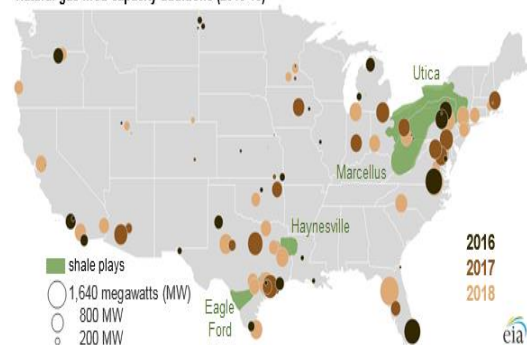 Utica
Marcellus
Haynesville
2016
2017
2018
shale plays
1,640 megawatts (MW)
800 MW
200 MW
Eagle
Ford
eia